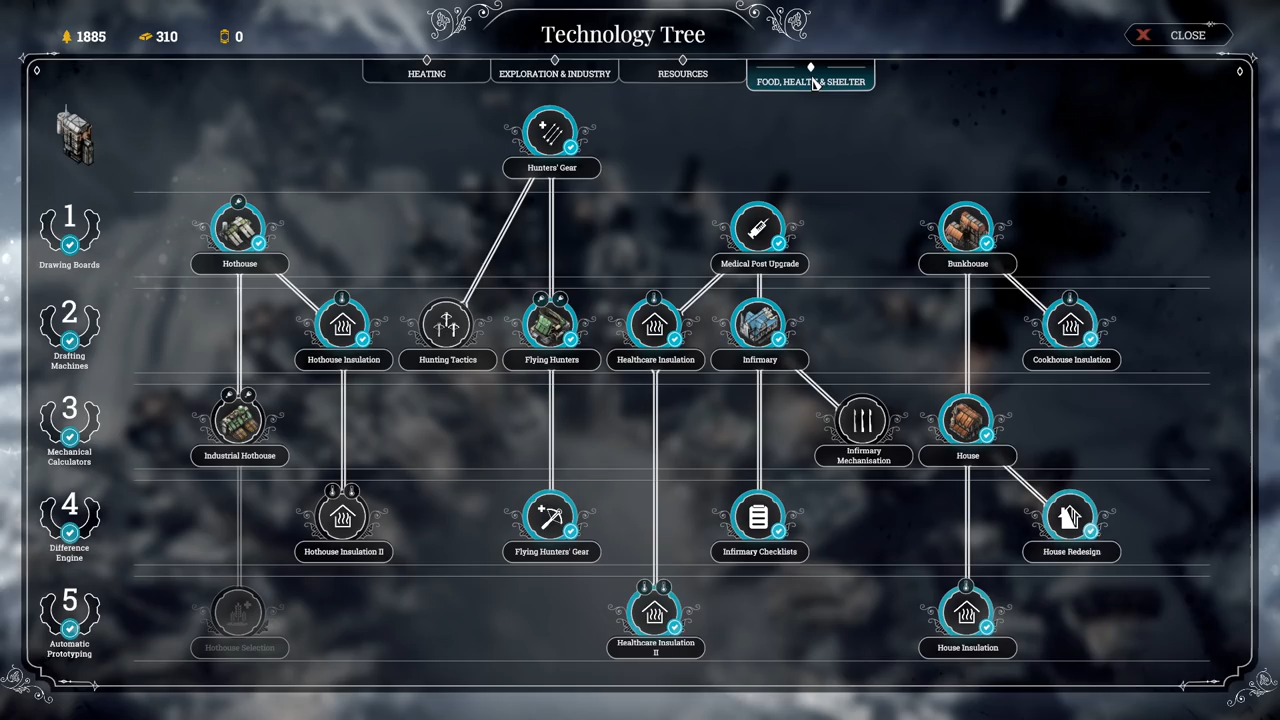 1885
310
0
Technology Tree
CLOSE
HEATING
EXPLORATION & INDUSTRY
RESOURCES
FOOD, HEALTH & SHELTER
Hunters' Gear
1
Drawing Boards
Hothouse
Medical Post Upgrade
Bunkhouse
2
Drafting
Machines
Hothouse Insulation
Hunting Tactics
Flying Hunters
Healthcare Insulation
Infirmary
Cookhouse Insulation
3
Mechanical
Calculators
Industrial Hothouse
Infirmary
Mechanisation
House
4
Difference
Engine
Hothouse Insulation II
Flying Hunters' Gear
Infirmary Checklists
House Redesign
5
Automatic
Prototyping
Hothouse Selection
Healthcare Insulation
II
House Insulation